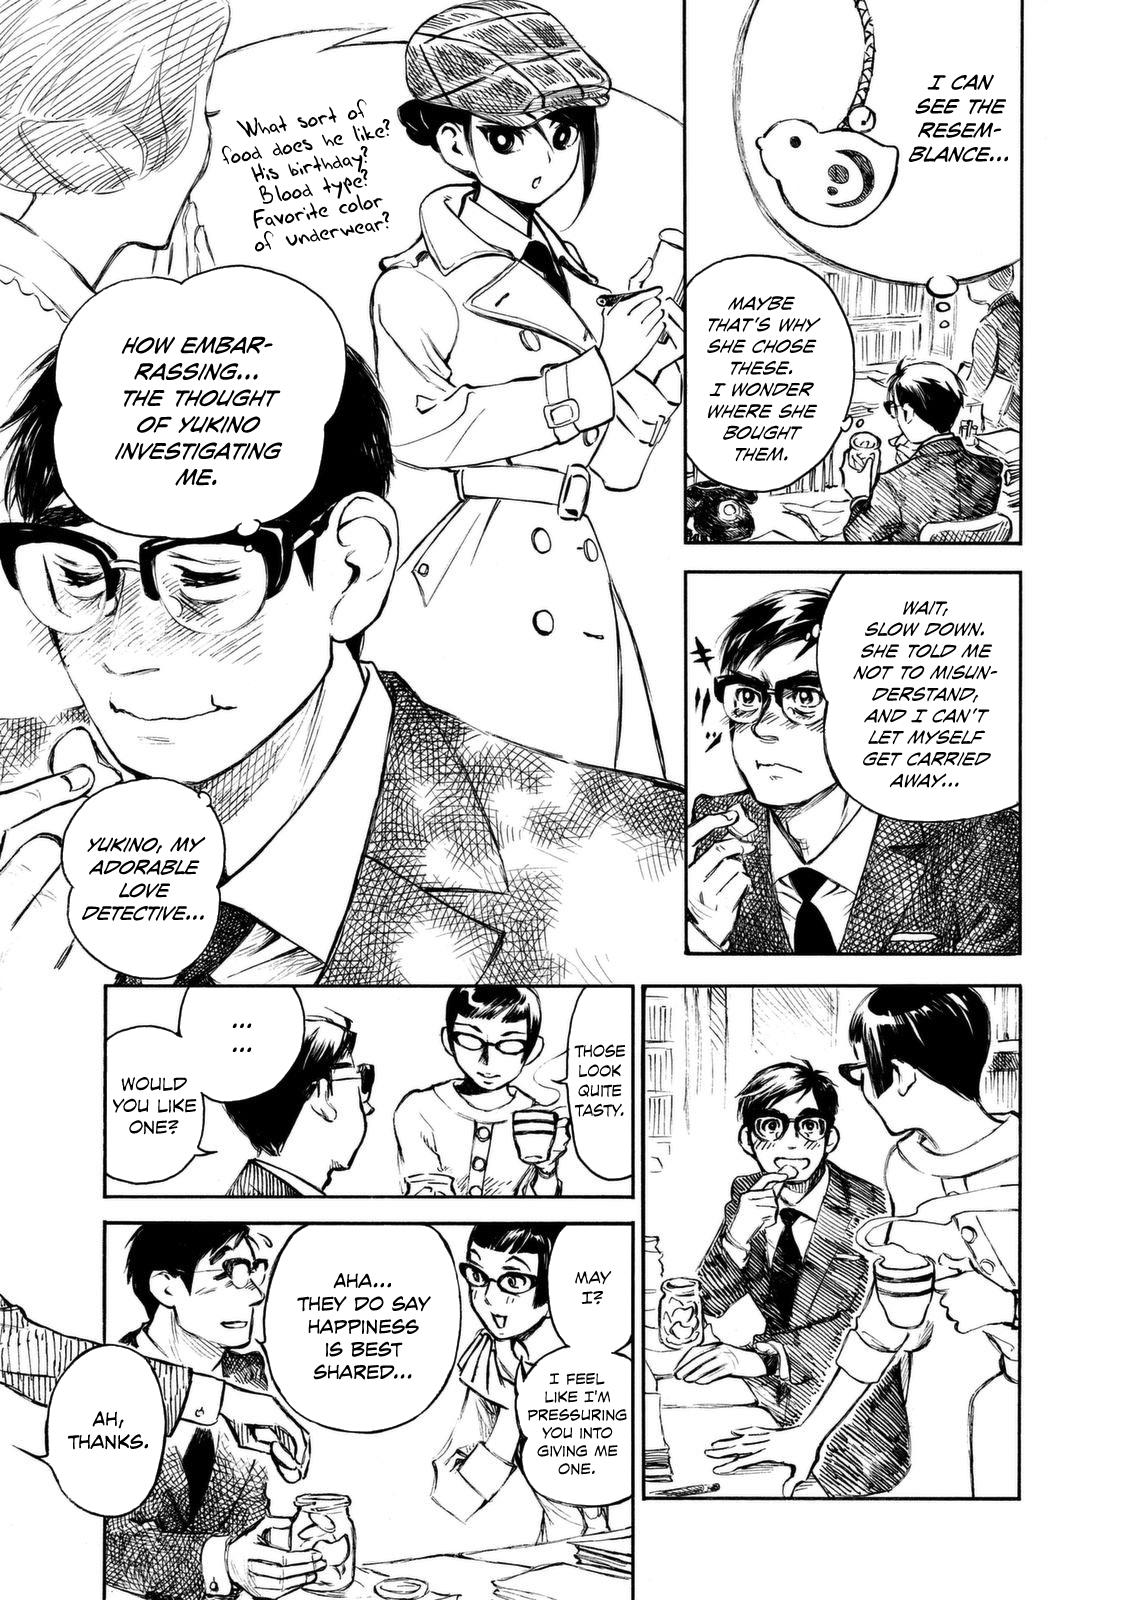 I CAN
SEE THE
RESEM-
BLANCE...
MAYBE
THAT'S WHY
SHE CHOSE
THESE.
I WONDER
WHERE SHE
BOUGHT
THEM.
WAIT,
SLOW DOWN.
SHE TOLD ME
NOT TO MISUN-
DERSTAND,
AND I CAN'T
LET MYSELF
GET CARRIED
AWAY...
What sort of
food does he like?
His birthday?
Blood type?
Favorite color
of underwear?
HOW EMBAR-
RASSING...
THE THOUGHT
OF YUKINO
INVESTIGATING
ME.
YUKINO, MY
ADORABLE
LOVE
DETECTIVE...
THOSE
LOOK
QUITE
TASTY.
...
...
WOULD
YOU LIKE
ONE?
MAY
I?
I FEEL
LIKE I'M
PRESSURING
YOU INTO
GIVING ME
ONE.
AHA...
THEY DO SAY
HAPPINESS
IS BEST
SHARED...
AH,
THANKS.